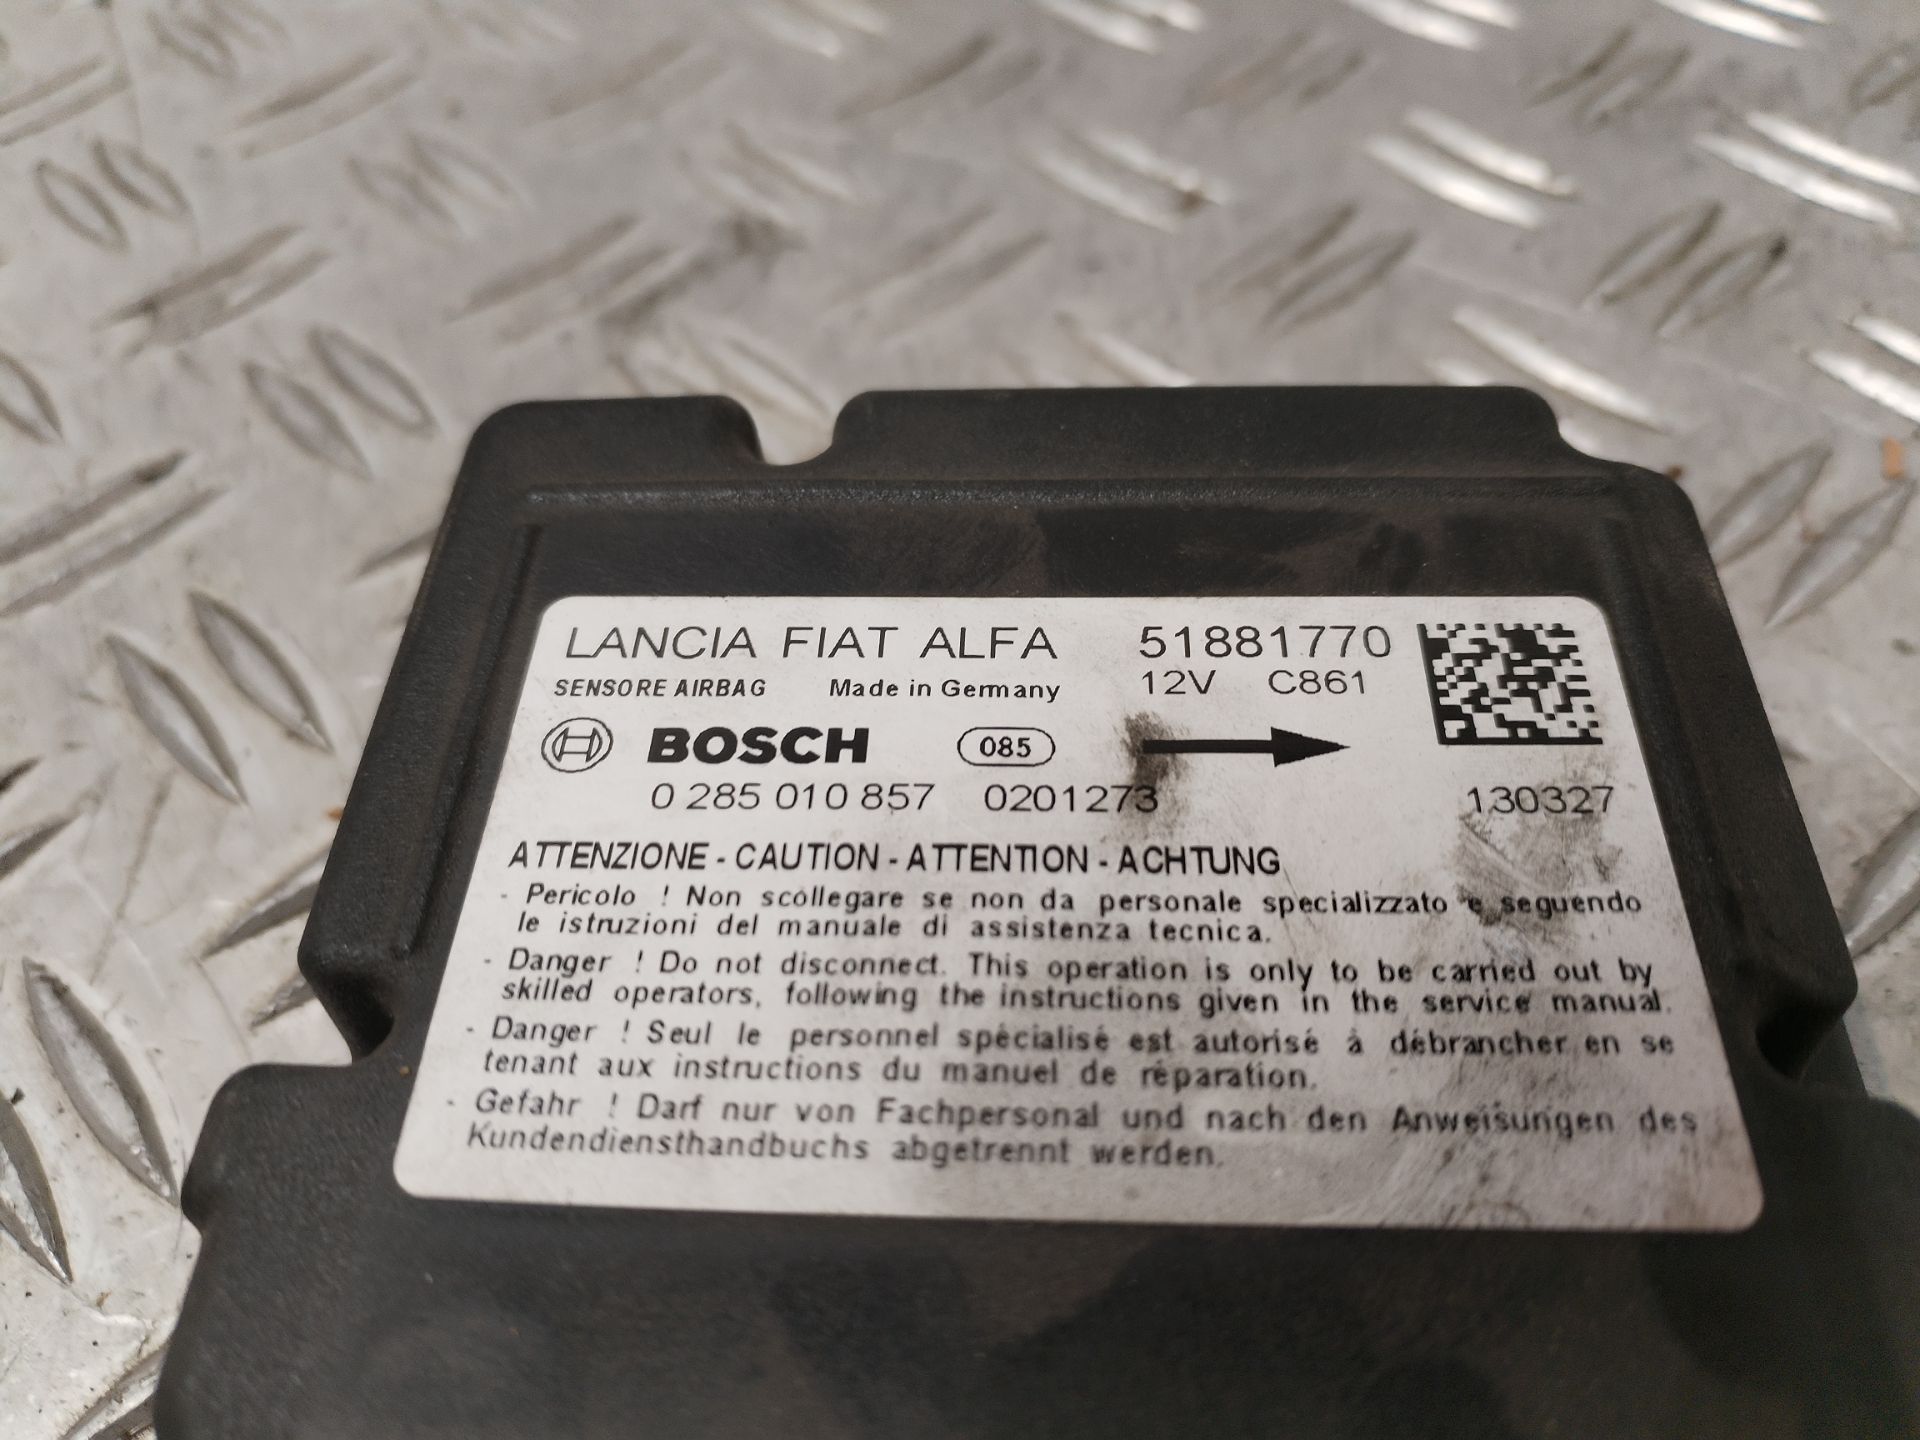 LANCIA FIAT ALFA 51881770
SENSORE AIRBAG Made in Germany 12V C861
BOSCH 085
0 285 010 857 0201273 130327
ATTENZIONE - CAUTION - ATTENTION - ACHTUNG
- Pericolo ! Non scollegare se non da personale specializzato e seguendo
le istruzioni del manuale di assistenza tecnica.
- Danger ! Do not disconnect. This operation is only to be carried out by
skilled operators, following the instructions given in the service manual.
- Danger ! Seul le personnel spécialisé est autorisé à débrancher en se
tenant aux instructions du manuel de réparation.
- Gefahr ! Darf nur von Fachpersonal und nach den Anweisungen des
Kundendiensthandbuchs abgetrennt werden.